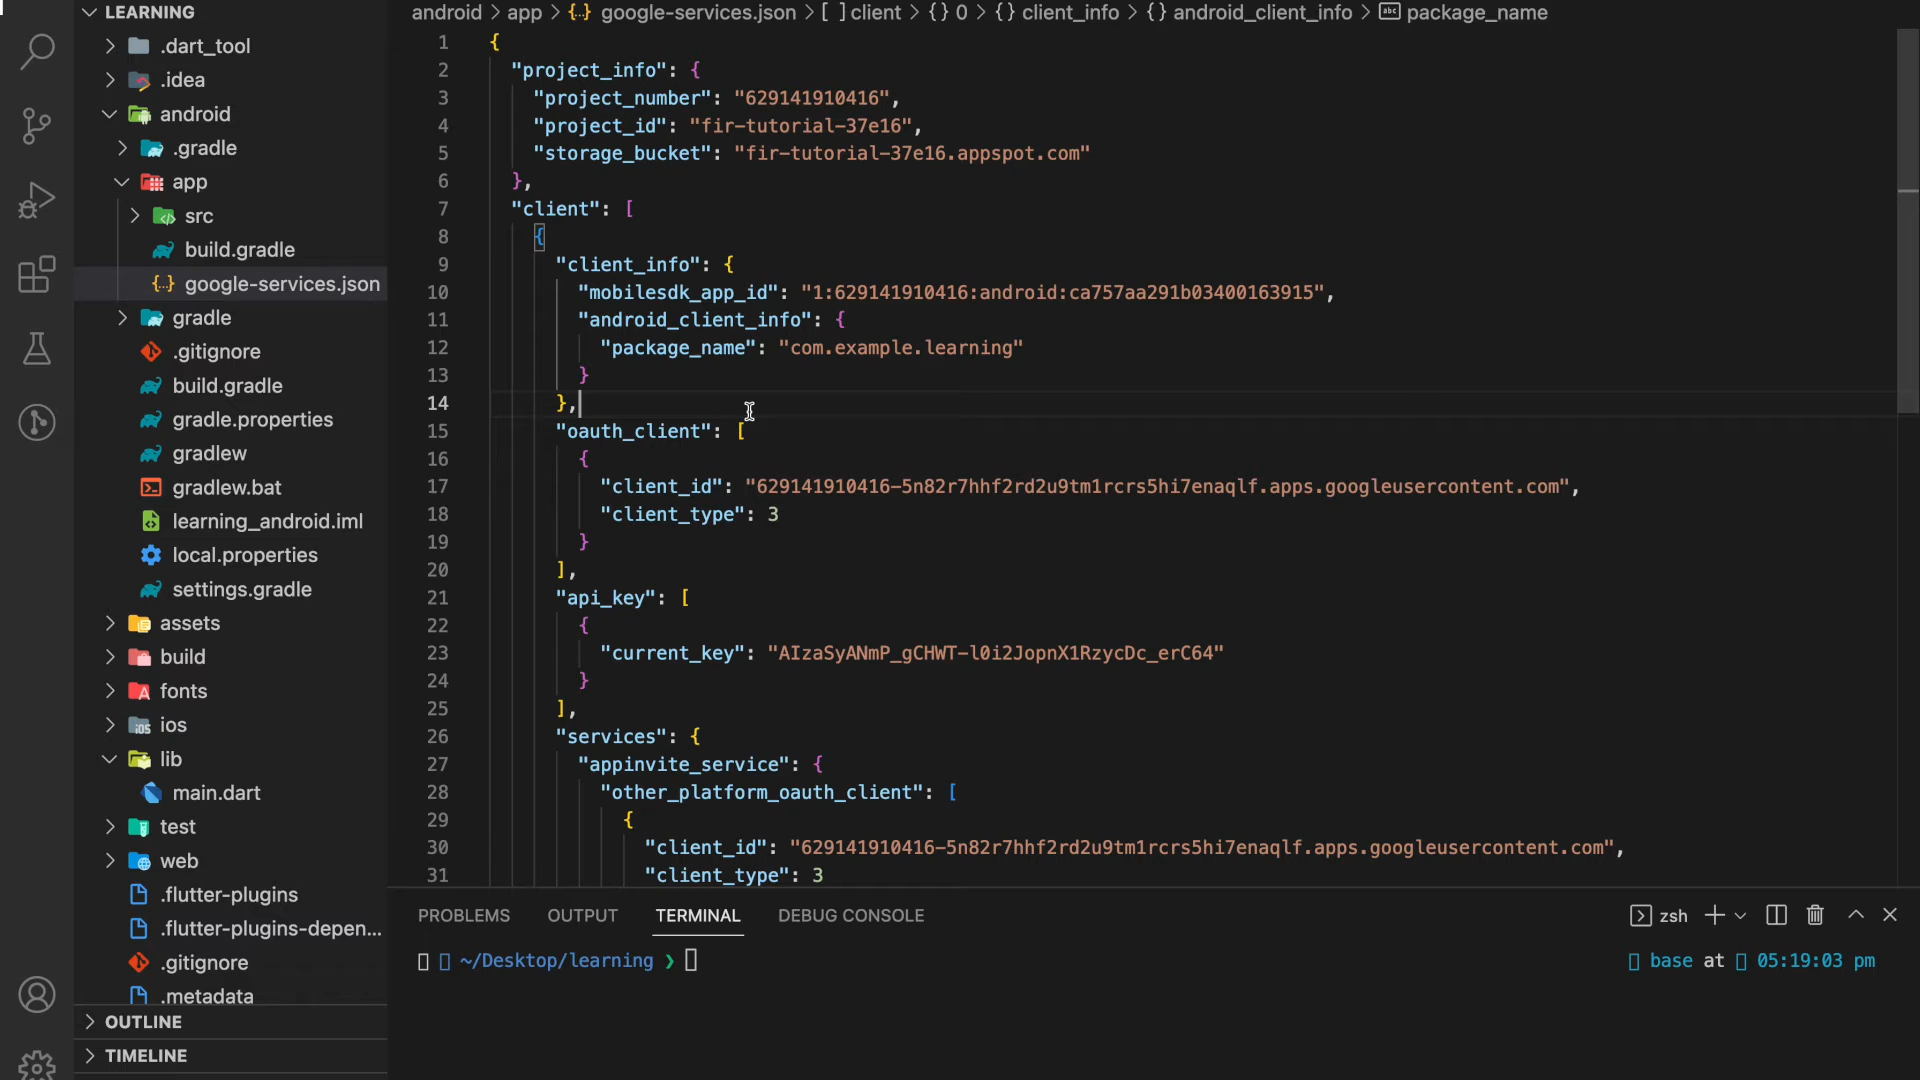 LEARNING
.dart_tool
.idea
android
.gradle
app
src
build.gradle
google-services.json
gradle
.gitignore
build.gradle
gradle.properties
gradlew
gradlew.bat
learning_android.iml
local.properties
settings.gradle
assets
build
fonts
ios
lib
main.dart
test
web
.flutter-plugins
.flutter-plugins-depen...
.gitignore
.metadata
OUTLINE
TIMELINE
android > app > {..} google-services.json > [ ] client > {} 0 > {} client_info > {} android_client_info > abc package_name
1 {
2 "project_info": {
3 "project_number": "629141910416",
4 "project_id": "fir-tutorial-37e16",
5 "storage_bucket": "fir-tutorial-37e16.appspot.com"
6 },
7 "client": [
8 {
9 "client_info": {
10 "mobilesdk_app_id": "1:629141910416:android:ca757aa291b03400163915",
11 "android_client_info": {
12 "package_name": "com.example.learning"
13 }
14 },
15 "oauth_client": [
16 {
17 "client_id": "629141910416-5n82r7hhf2rd2u9tm1rcrs5hi7enaqlf.apps.googleusercontent.com",
18 "client_type": 3
19 }
20 ],
21 "api_key": [
22 {
23 "current_key": "AIzaSyANmP_gCHWT-l0i2JopnX1RzycDc_erC64"
24 }
25 ],
26 "services": {
27 "appinvite_service": {
28 "other_platform_oauth_client": [
29 {
30 "client_id": "629141910416-5n82r7hhf2rd2u9tm1rcrs5hi7enaqlf.apps.googleusercontent.com",
31 "client_type": 3
PROBLEMS OUTPUT TERMINAL DEBUG CONSOLE
zsh
~/Desktop/learning ❯
base at 05:19:03 pm